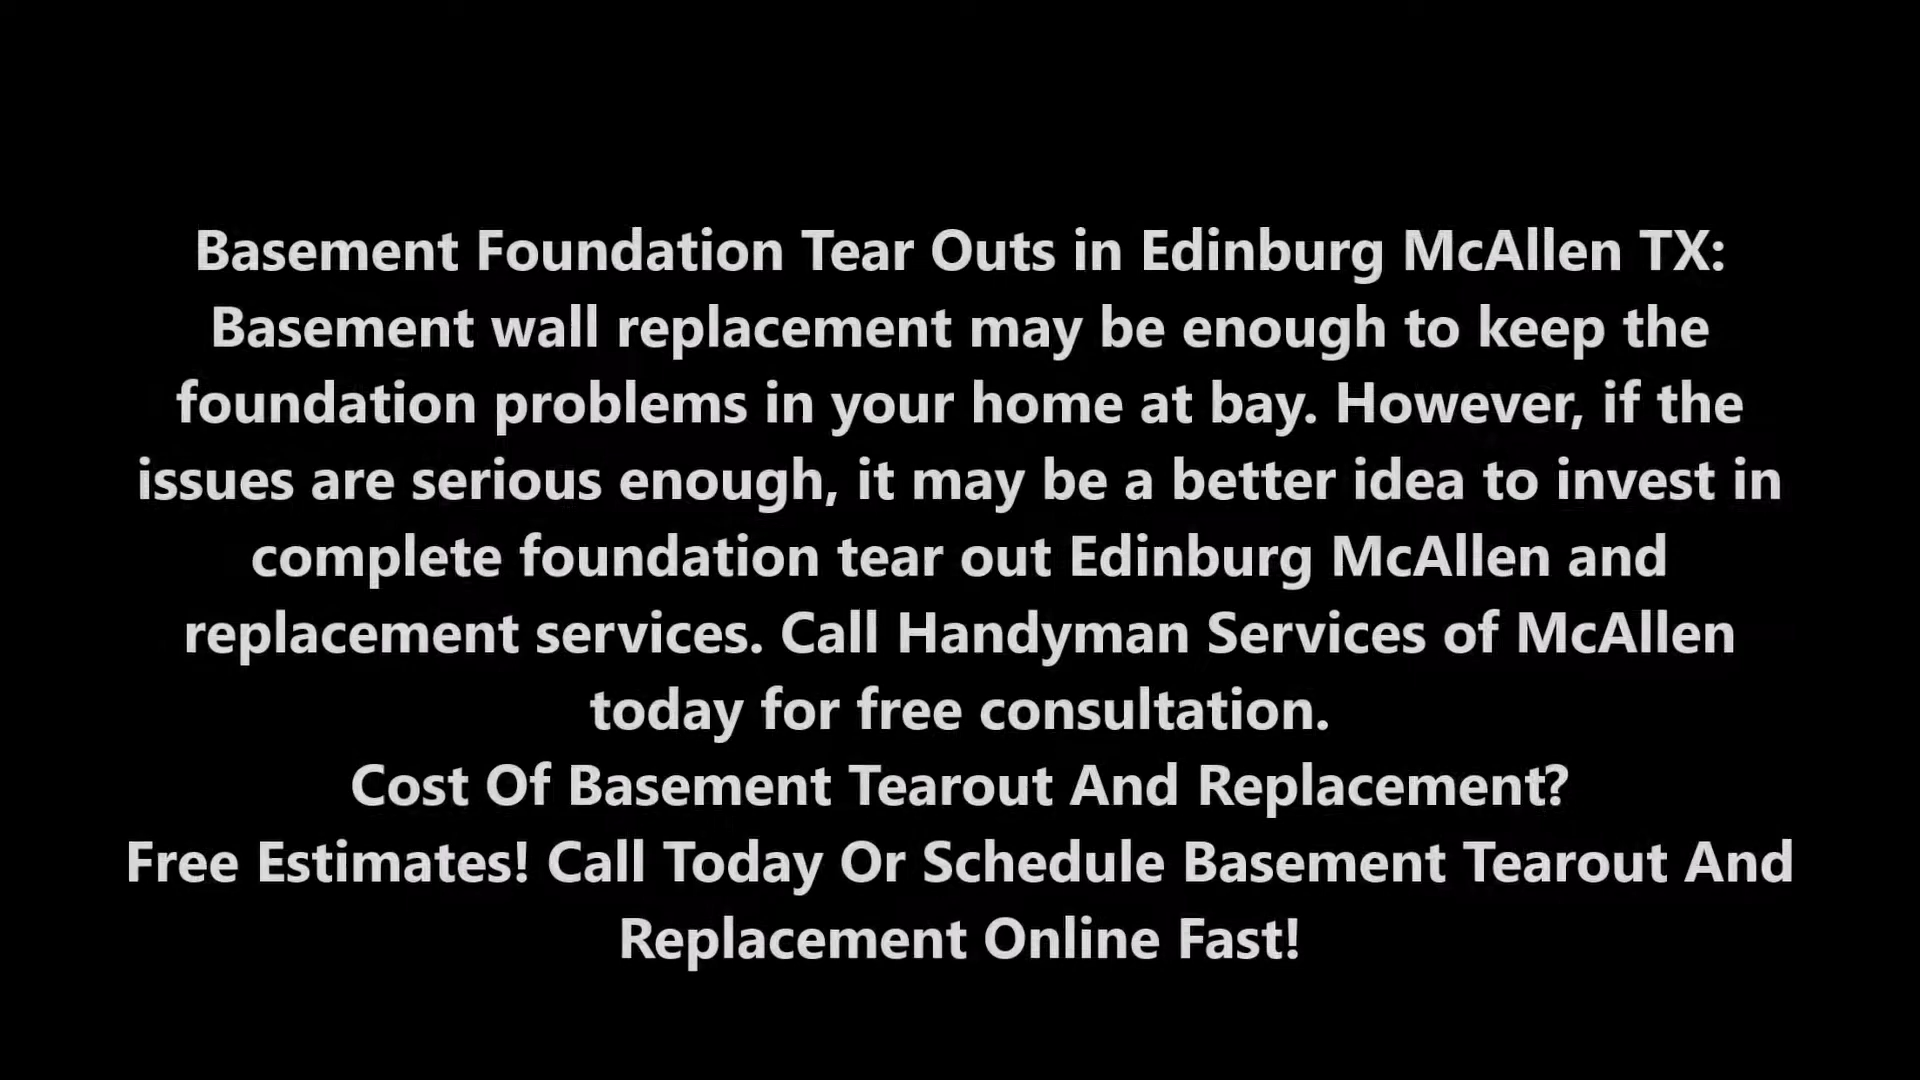 Basement Foundation Tear Outs in Edinburg McAllen TX:
Basement wall replacement may be enough to keep the
foundation problems in your home at bay. However, if the
issues are serious enough, it may be a better idea to invest in
complete foundation tear out Edinburg McAllen and
replacement services. Call Handyman Services of McAllen
today for free consultation.
Cost Of Basement Tearout And Replacement?
Free Estimates! Call Today Or Schedule Basement Tearout And
Replacement Online Fast!